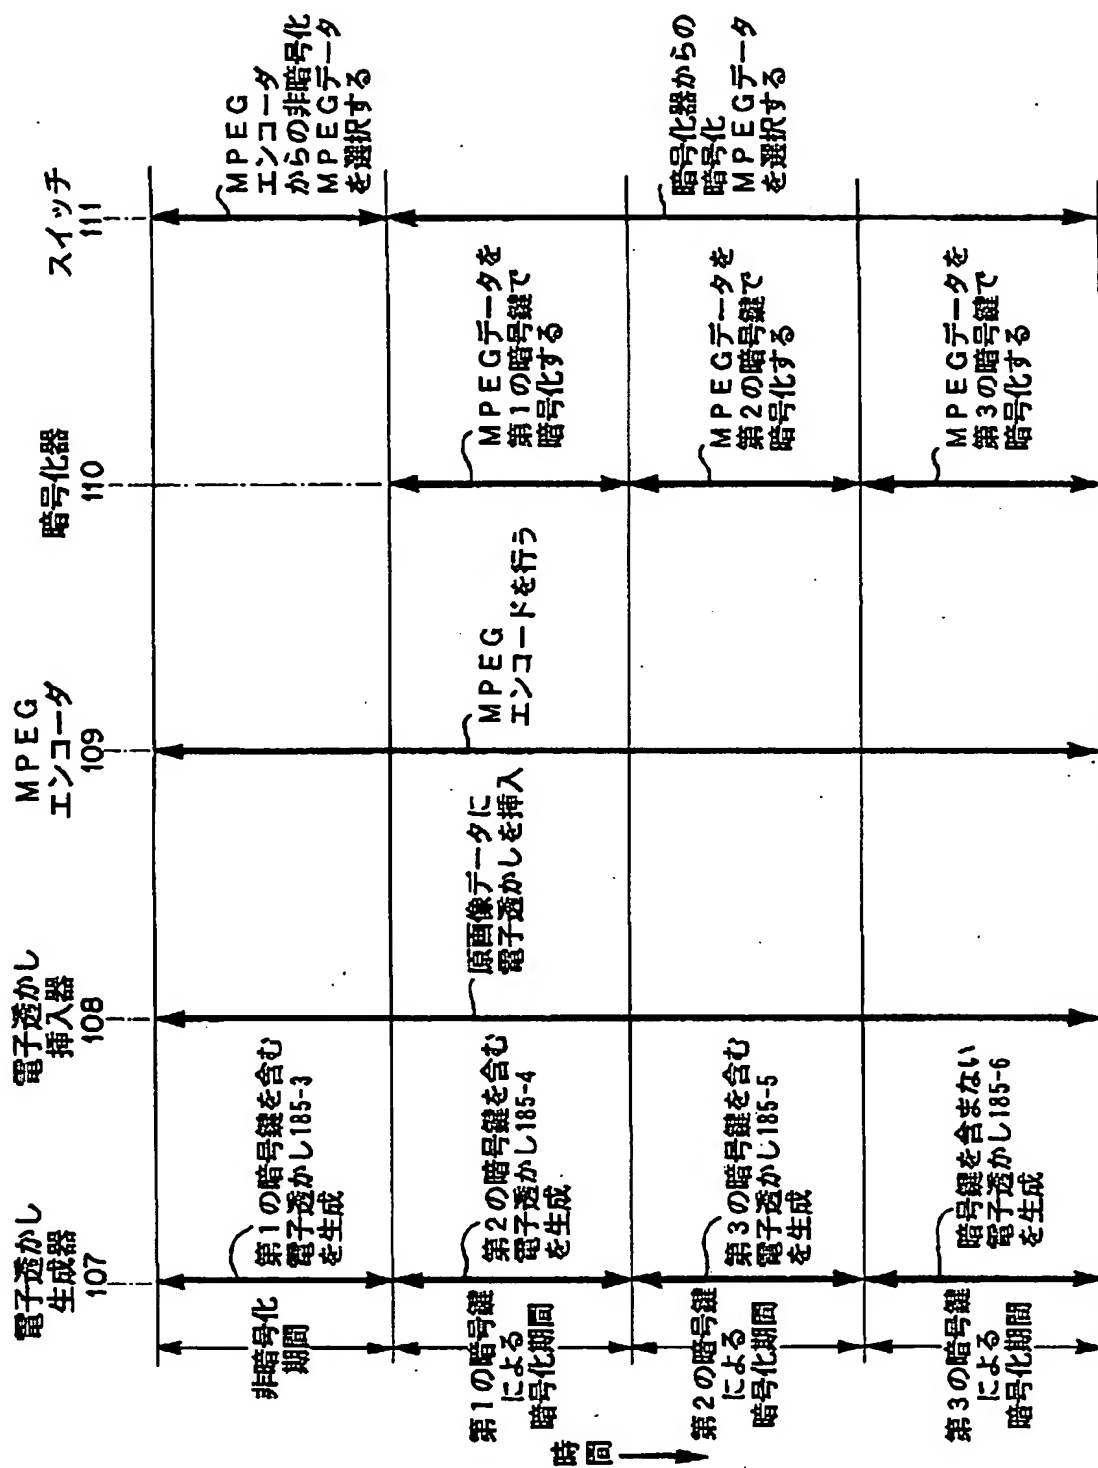 電子透かし
生成器
107
電子透かし
挿入器
108
MPEG
エンコーダ
109
暗号化器
110
スイッチ
111
時間
非暗号化
期間
第1の暗号鍵を含む
電子透かし185-3
を生成
MPEG
エンコーダ
からの非暗号化
MPEGデータ
を選択する
第1の暗号鍵
による
暗号化期間
第2の暗号鍵を含む
電子透かし185-4
を生成
原画像データに
電子透かしを挿入
MPEG
エンコードを行う
MPEGデータを
第1の暗号鍵で
暗号化する
第2の暗号鍵
による
暗号化期間
第3の暗号鍵を含む
電子透かし185-5
を生成
MPEGデータを
第2の暗号鍵で
暗号化する
暗号化器からの
暗号化
MPEGデータ
を選択する
第3の暗号鍵
による
暗号化期間
暗号鍵を含まない
電子透かし185-6
を生成
MPEGデータを
第3の暗号鍵で
暗号化する